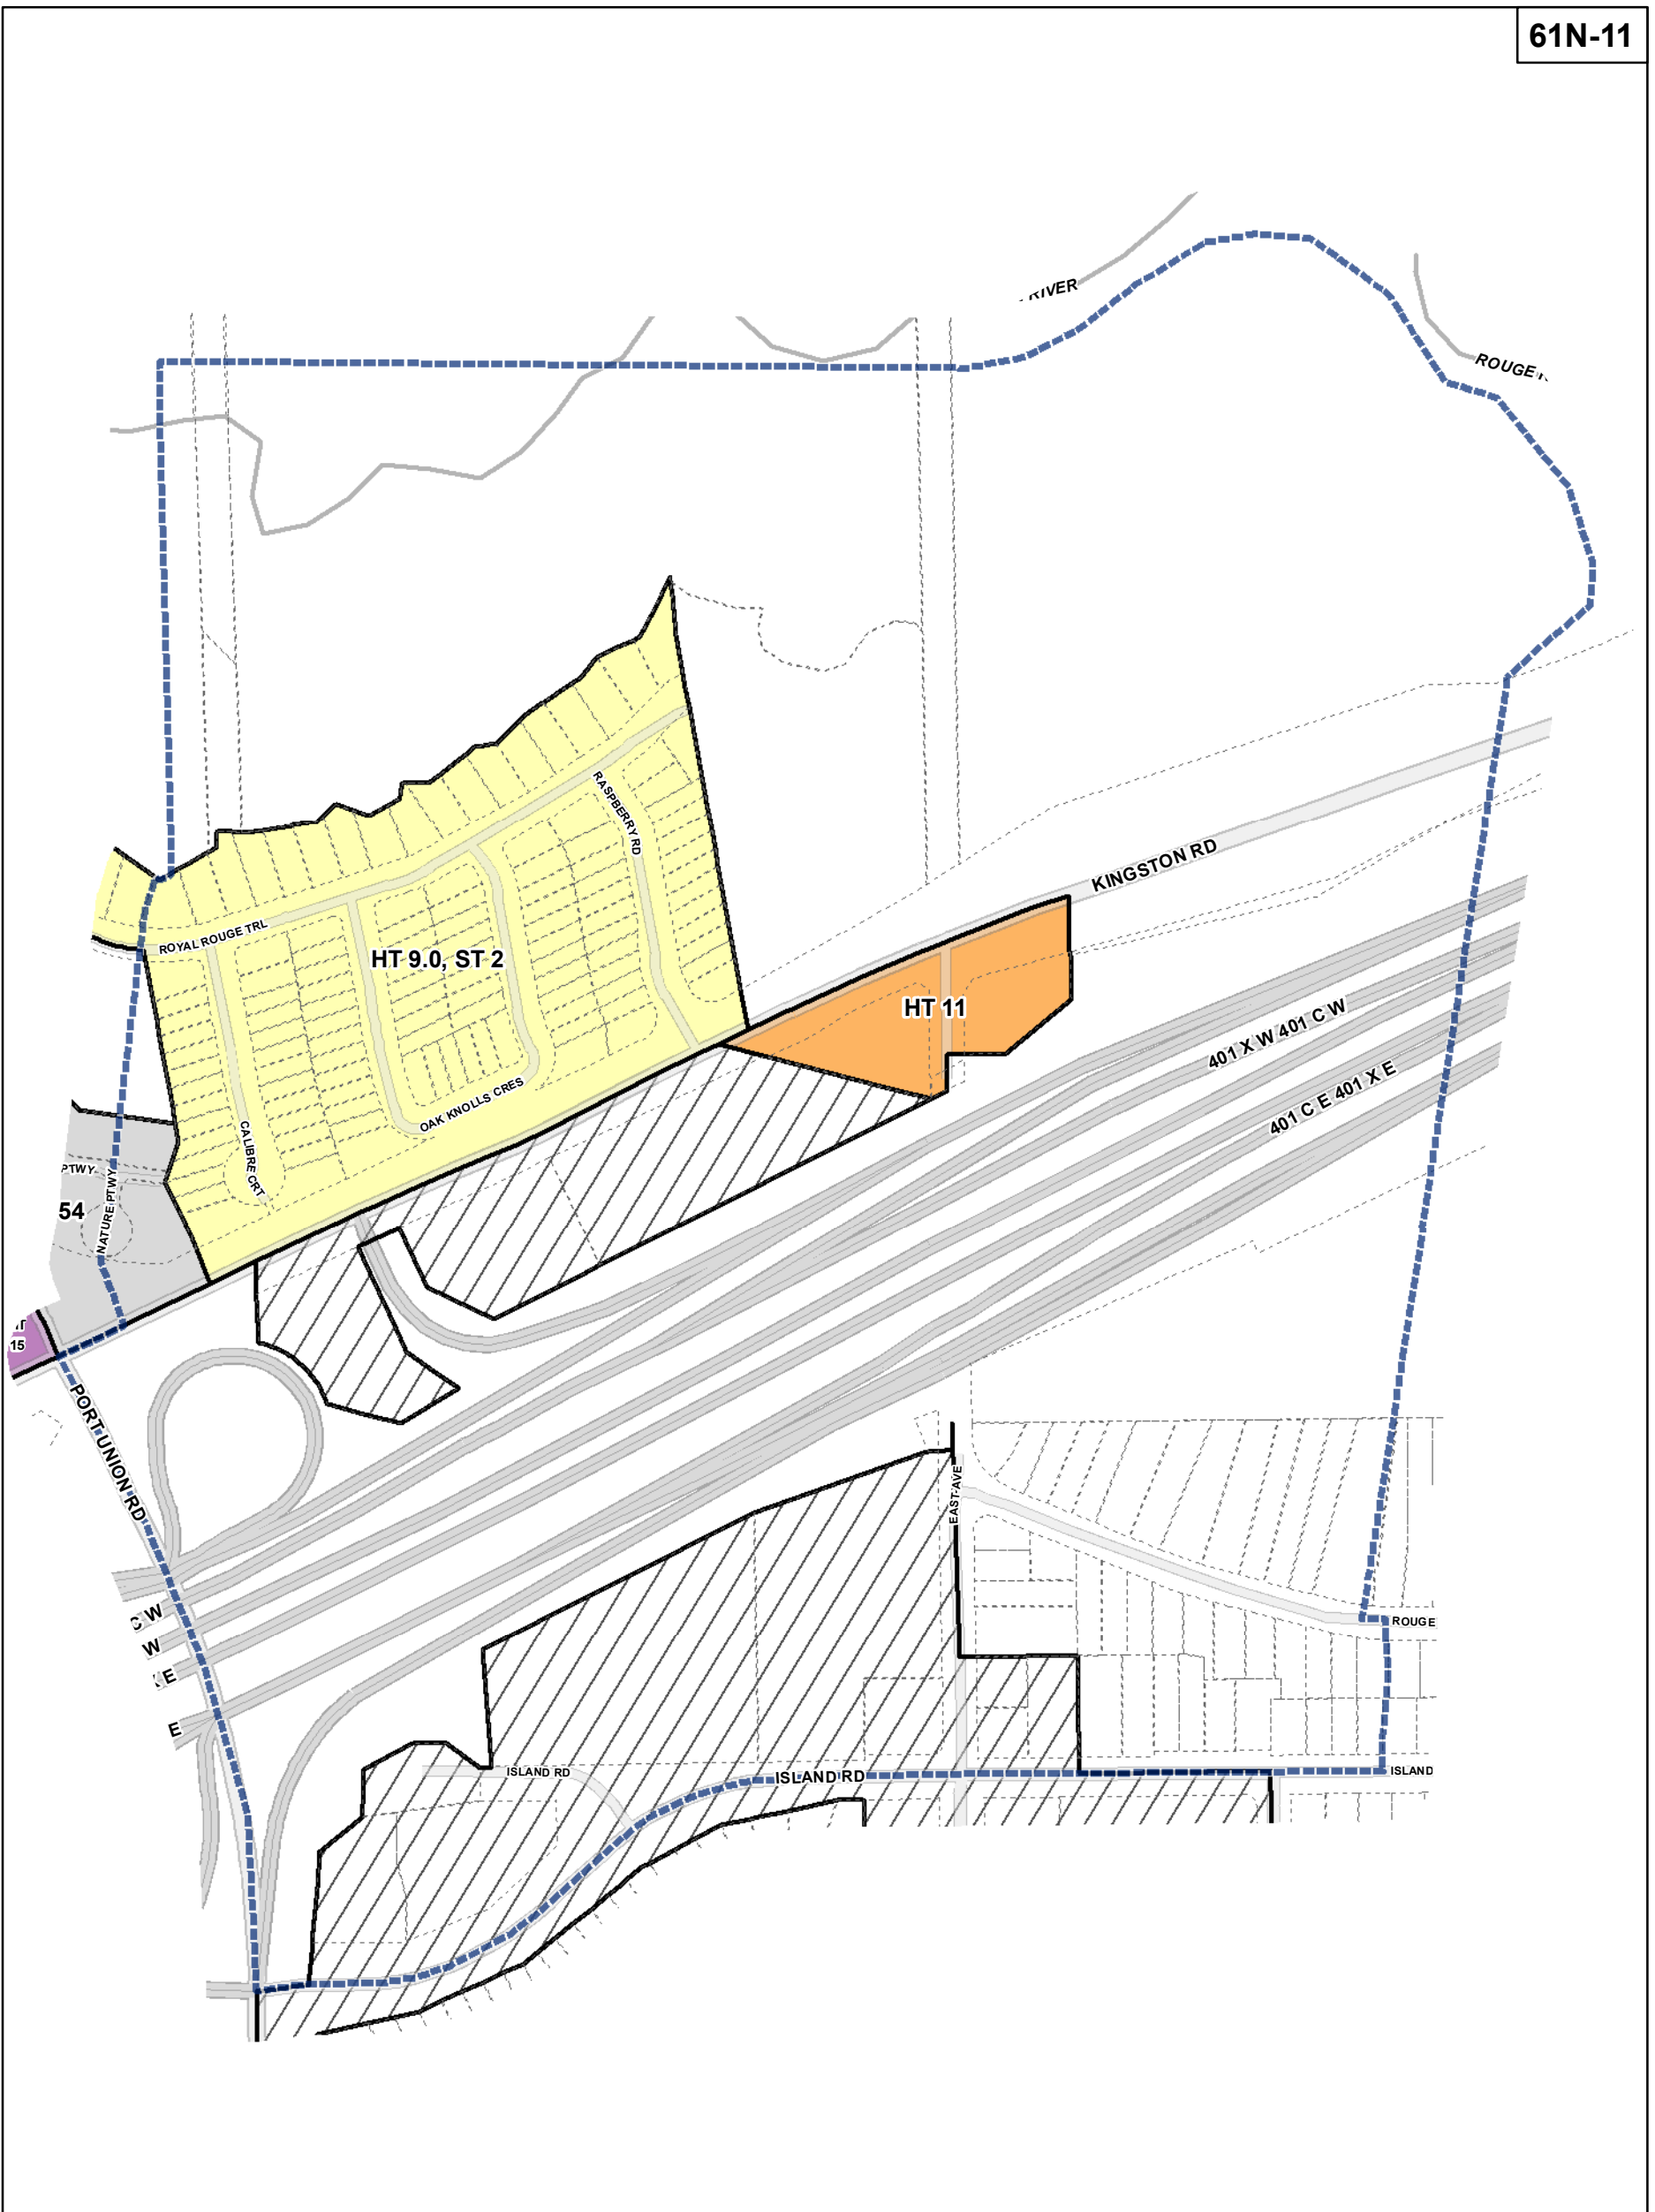 61N-11
RIVER
ROUGE
RASPBERRY RD
KINGSTON RD
ROYAL ROUGE TRL
HT 9.0, ST 2
HT 11
401 X W 401 C W
401 C E 401 X E
OAK KNOLLS CRES
CALIBRE CRT
PTWY
NATURE PTWY
54
15
PORT UNION RD
EAST AVE
W
W
E
E
ROUGE
ISLAND RD
ISLAND RD
ISLAND